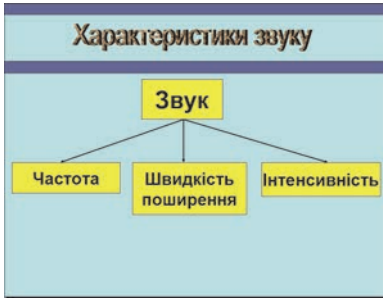 Характеристики звуку
Звук
Частота
Швидкість
поширення
Інтенсивність